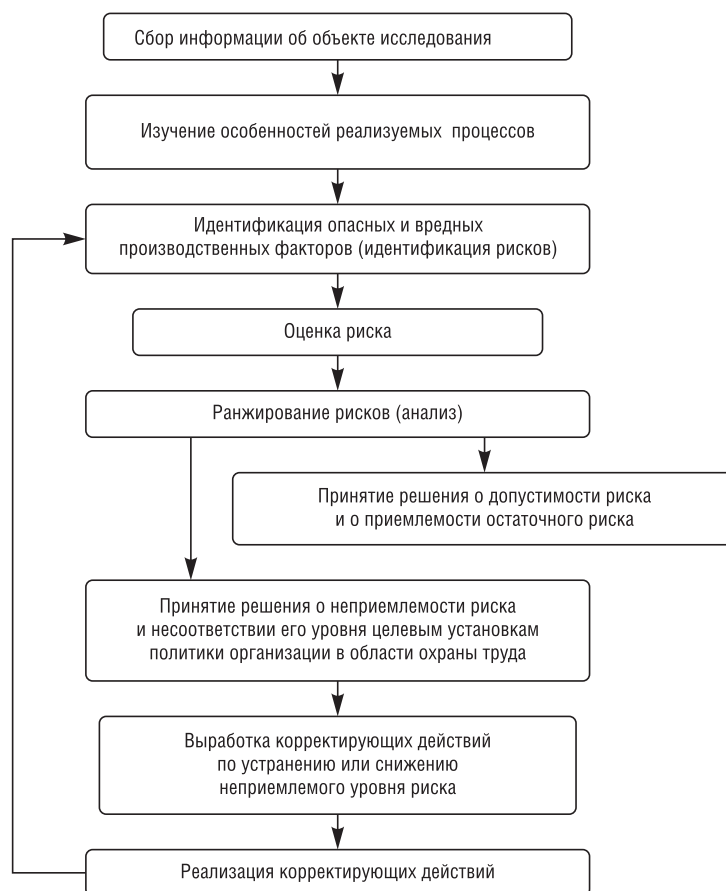 Сбор информации об объекте исследования
Изучение особенностей реализуемых процессов
Идентификация опасных и вредных
производственных факторов (идентификация рисков)
Оценка риска
Ранжирование рисков (анализ)
Принятие решения о допустимости риска
и о приемлемости остаточного риска
Принятие решения о неприемлемости риска
и несоответствии его уровня целевым установкам
политики организации в области охраны труда
Выработка корректирующих действий
по устранению или снижению
неприемлемого уровня риска
Реализация корректирующих действий